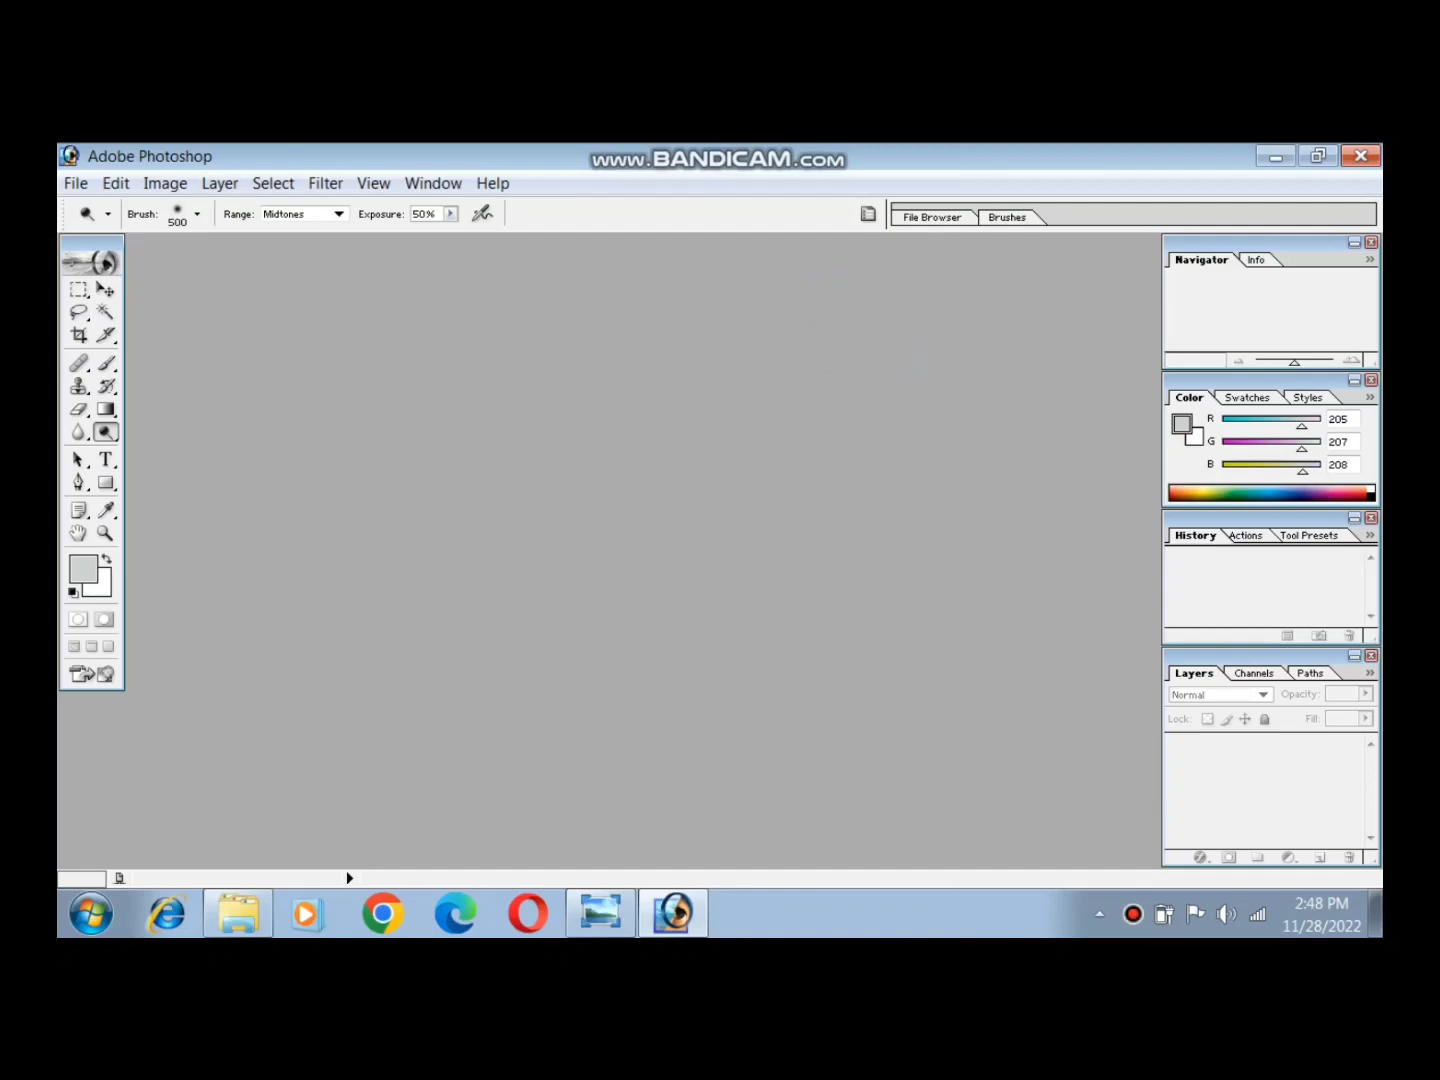 Adobe Photoshop
www.BANDICAM.com
File Edit Image Layer Select Filter View Window Help
Brush: 500 Range: Midtones Exposure: 50% File Browser Brushes
Navigator Info
Color Swatches Styles
R 205
G 207
B 208
History Actions Tool Presets
Layers Channels Paths
Normal Opacity:
Lock: Fill:
T
2:48 PM
11/28/2022